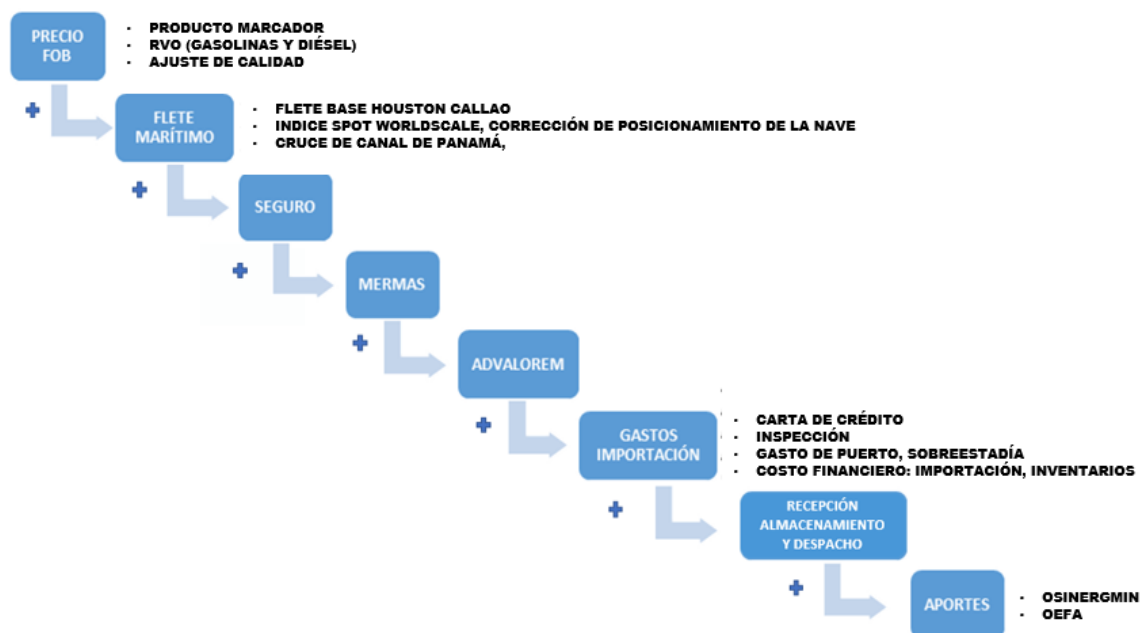 PRECIO
FOB
· PRODUCTO MARCADOR
· RVO (GASOLINAS Y DIÉSEL)
· AJUSTE DE CALIDAD
FLETE
MARÍTIMO
· FLETE BASE HOUSTON CALLAO
· INDICE SPOT WORLDSCALE, CORRECCIÓN DE POSICIONAMIENTO DE LA NAVE
· CRUCE DE CANAL DE PANAMÁ,
SEGURO
MERMAS
ADVALOREM
GASTOS
IMPORTACIÓN
· CARTA DE CRÉDITO
· INSPECCIÓN
· GASTO DE PUERTO, SOBREESTADÍA
· COSTO FINANCIERO: IMPORTACIÓN, INVENTARIOS
RECEPCIÓN
ALMACENAMIENTO
Y DESPACHO
APORTES
· OSINERGMIN
· OEFA